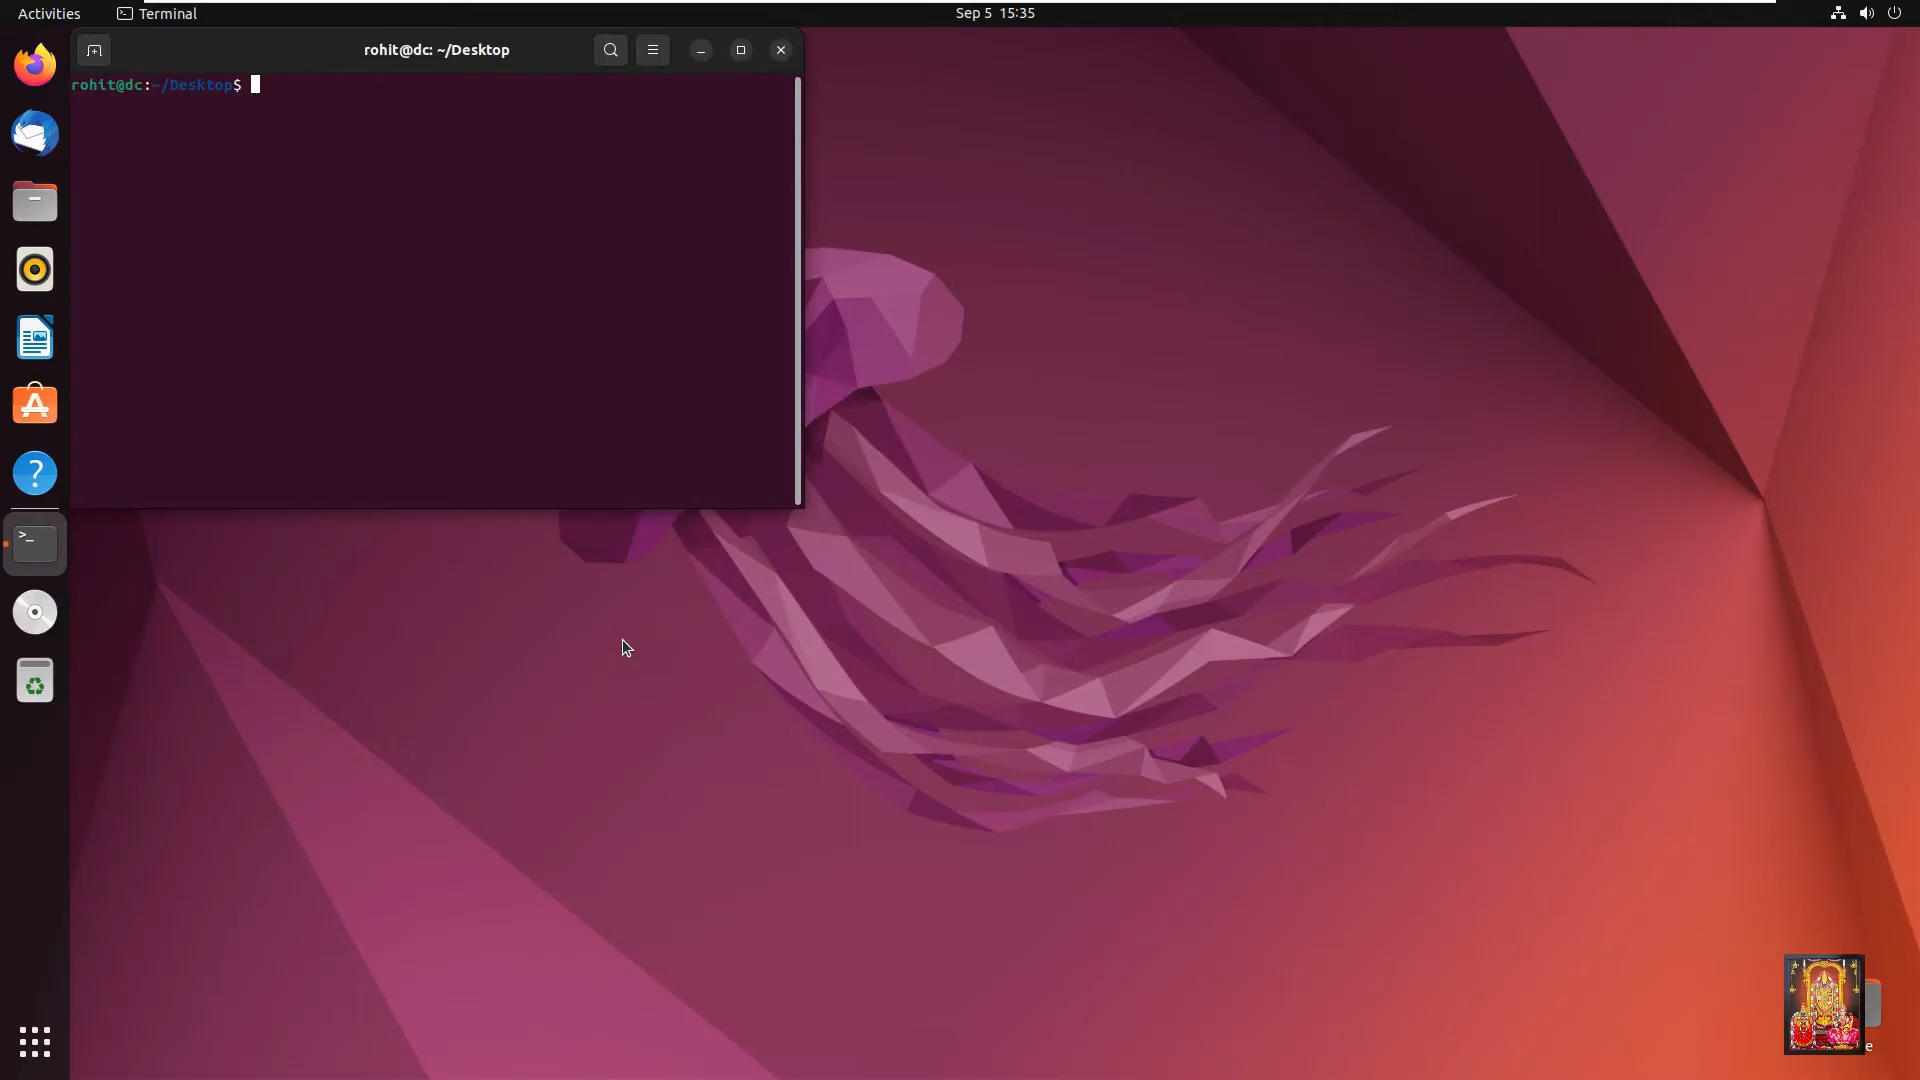 Activities
Terminal
Sep 5 15:35
rohit@dc: ~/Desktop
rohit@dc:~/Desktop$
>_
?
e